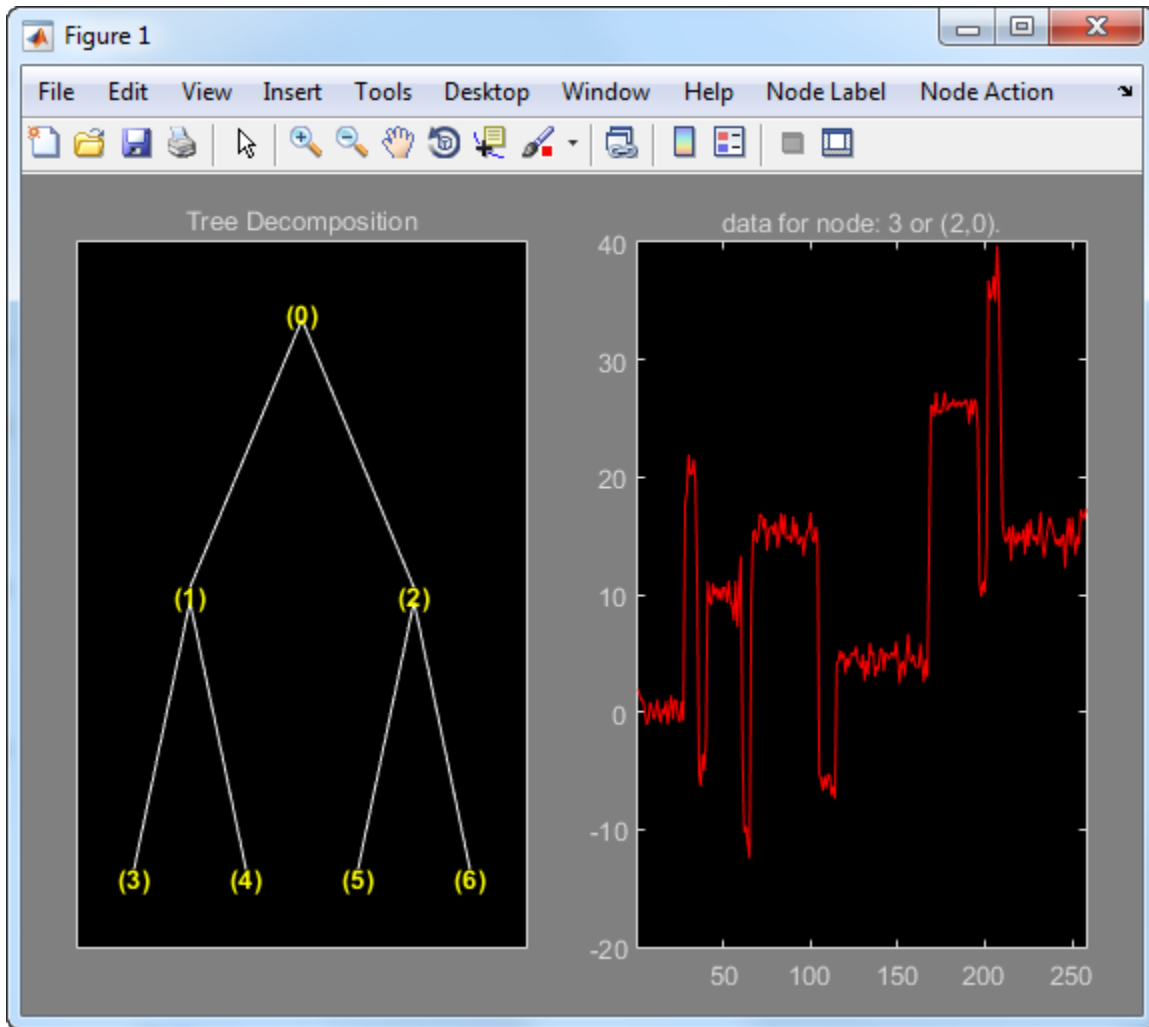 Figure 1
File Edit View Insert Tools Desktop Window Help Node Label Node Action
Tree Decomposition
(0)
(1) (2)
(3) (4) (5) (6)
data for node: 3 or (2,0).
40
30
20
10
0
-10
-20
50 100 150 200 250